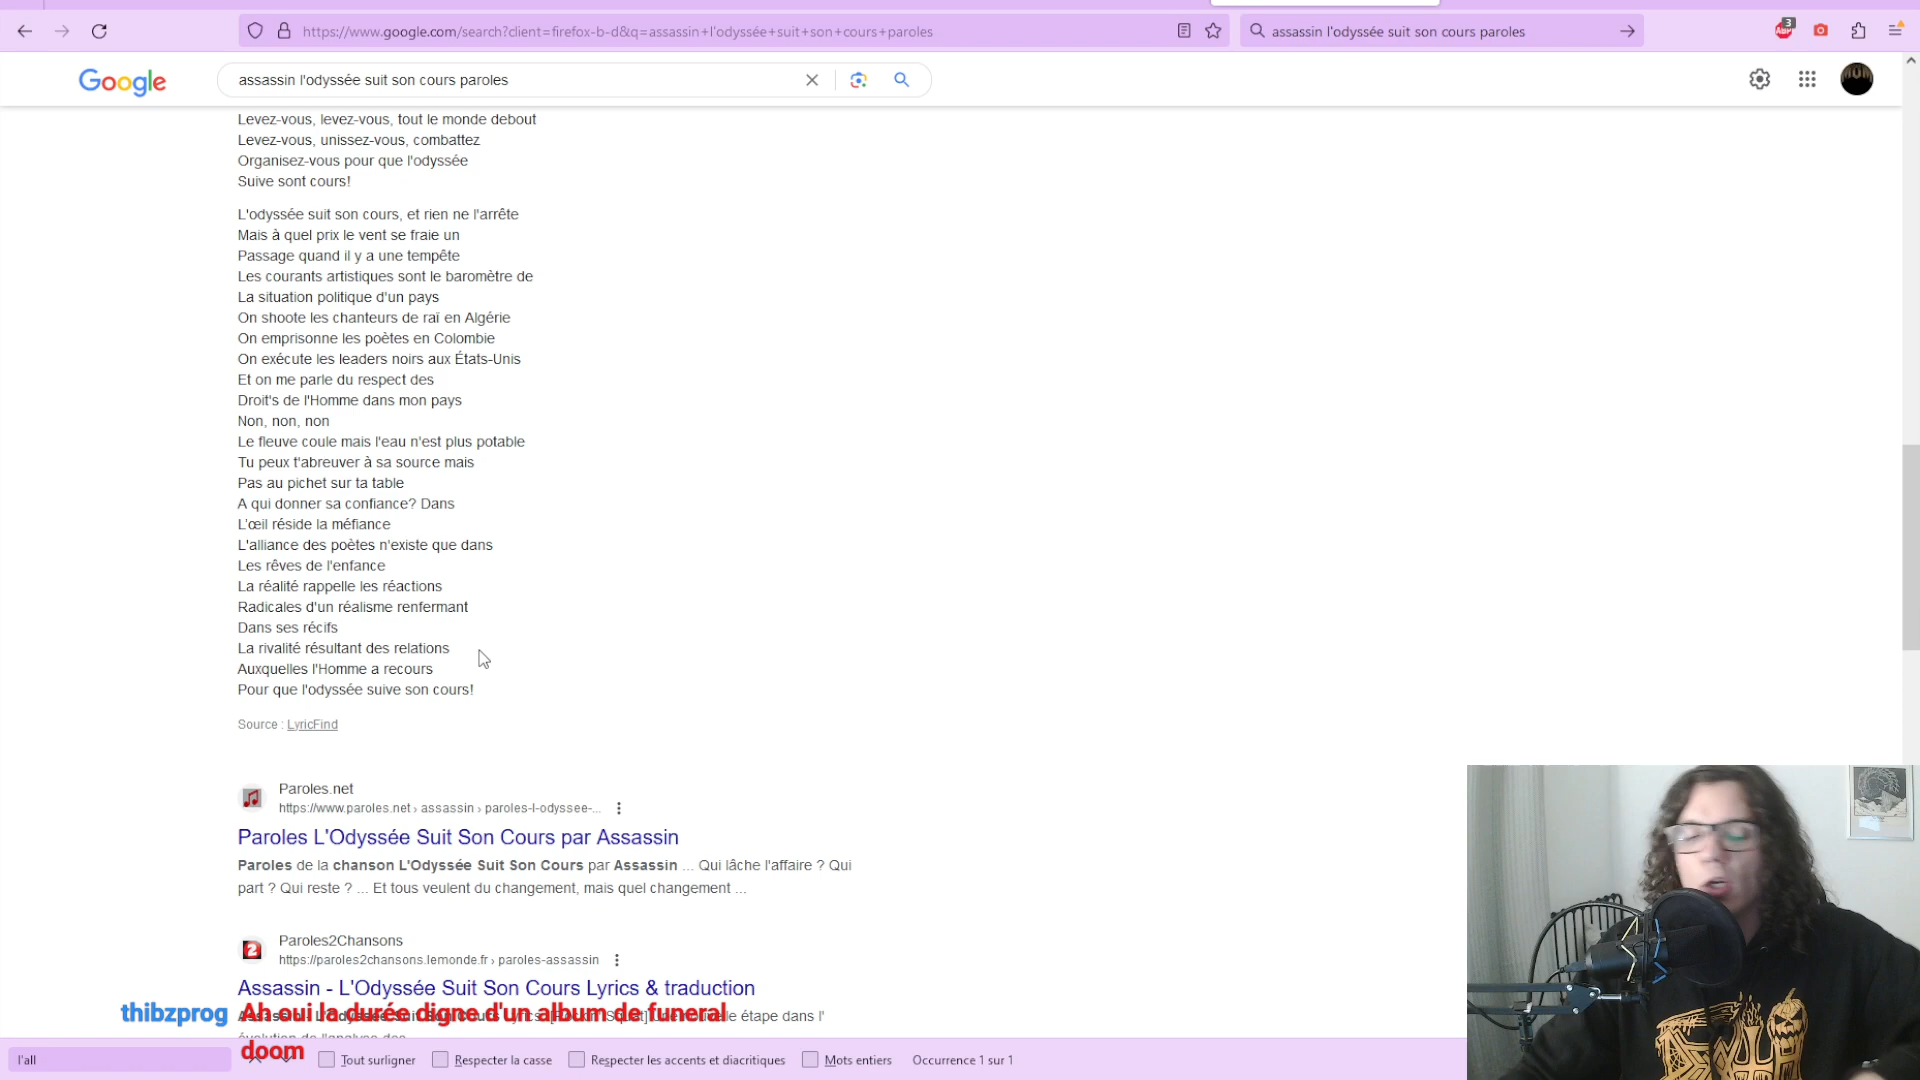 https://www.google.com/search?client=firefox-b-d&q=assassin+l'odyssée+suit+son+cours+paroles
assassin l'odyssée suit son cours paroles
3
ABP
Google
assassin l'odyssée suit son cours paroles
Levez-vous, levez-vous, tout le monde debout
Levez-vous, unissez-vous, combattez
Organisez-vous pour que l'odyssée
Suive sont cours!
L'odyssée suit son cours, et rien ne l'arrête
Mais à quel prix le vent se fraie un
Passage quand il y a une tempête
Les courants artistiques sont le baromètre de
La situation politique d'un pays
On shoote les chanteurs de raï en Algérie
On emprisonne les poètes en Colombie
On exécute les leaders noirs aux États-Unis
Et on me parle du respect des
Droit's de l'Homme dans mon pays
Non, non, non
Le fleuve coule mais l'eau n'est plus potable
Tu peux t'abreuver à sa source mais
Pas au pichet sur ta table
A qui donner sa confiance? Dans
L'œil réside la méfiance
L'alliance des poètes n'existe que dans
Les rêves de l'enfance
La réalité rappelle les réactions
Radicales d'un réalisme renfermant
Dans ses récifs
La rivalité résultant des relations
Auxquelles l'Homme a recours
Pour que l'odyssée suive son cours!
Source : LyricFind
Paroles.net
https://www.paroles.net › assassin › paroles-l-odyssee-...
Paroles L'Odyssée Suit Son Cours par Assassin
Paroles de la chanson L'Odyssée Suit Son Cours par Assassin ... Qui lâche l'affaire ? Qui
part ? Qui reste ? ... Et tous veulent du changement, mais quel changement ...
2
Paroles2Chansons
https://paroles2chansons.lemonde.fr › paroles-assassin
Assassin - L'Odyssée Suit Son Cours Lyrics & traduction
thibzprog Ah oui la durée digne d'un album de funeral
doom
l'all
Tout surligner
Respecter la casse
Respecter les accents et diacritiques
Mots entiers
Occurrence 1 sur 1